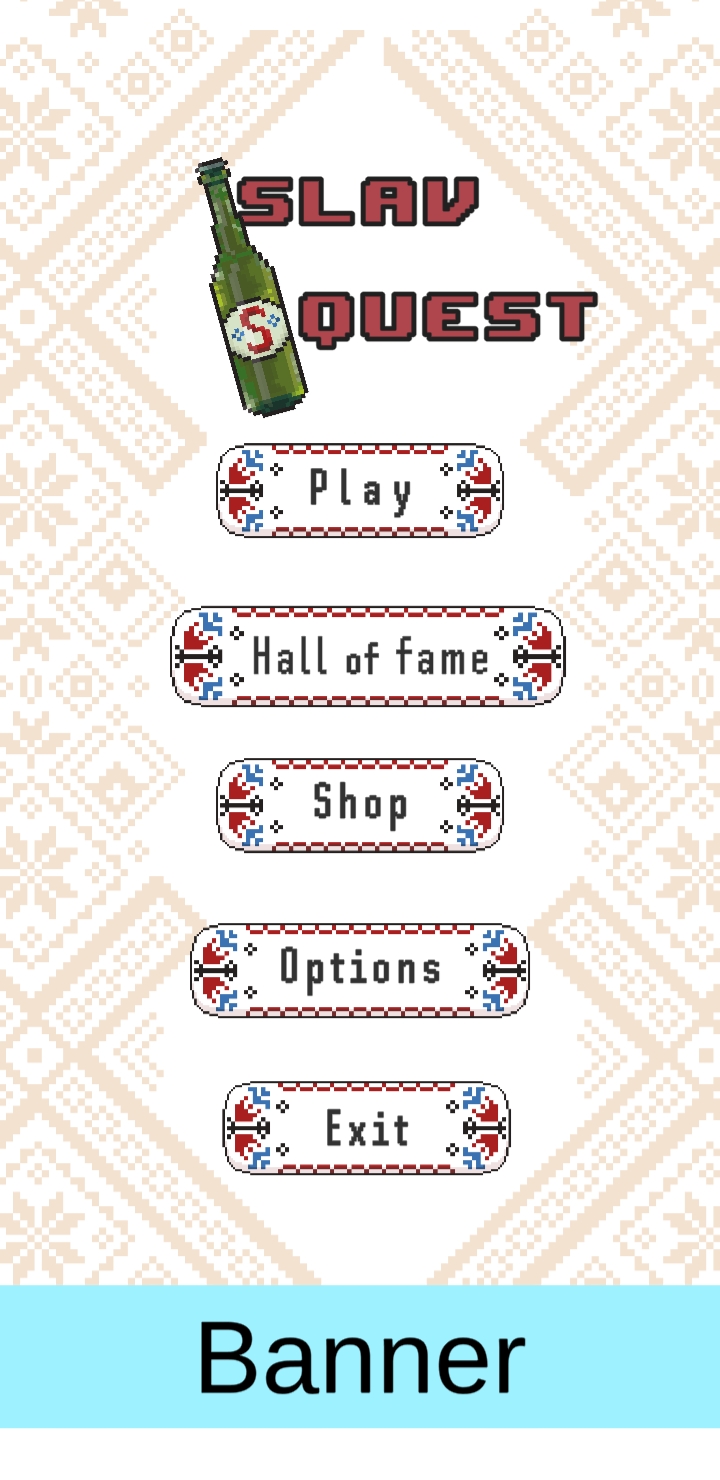 SLAV
S
QUEST
Play
Hall of fame
Shop
Options
Exit
Banner